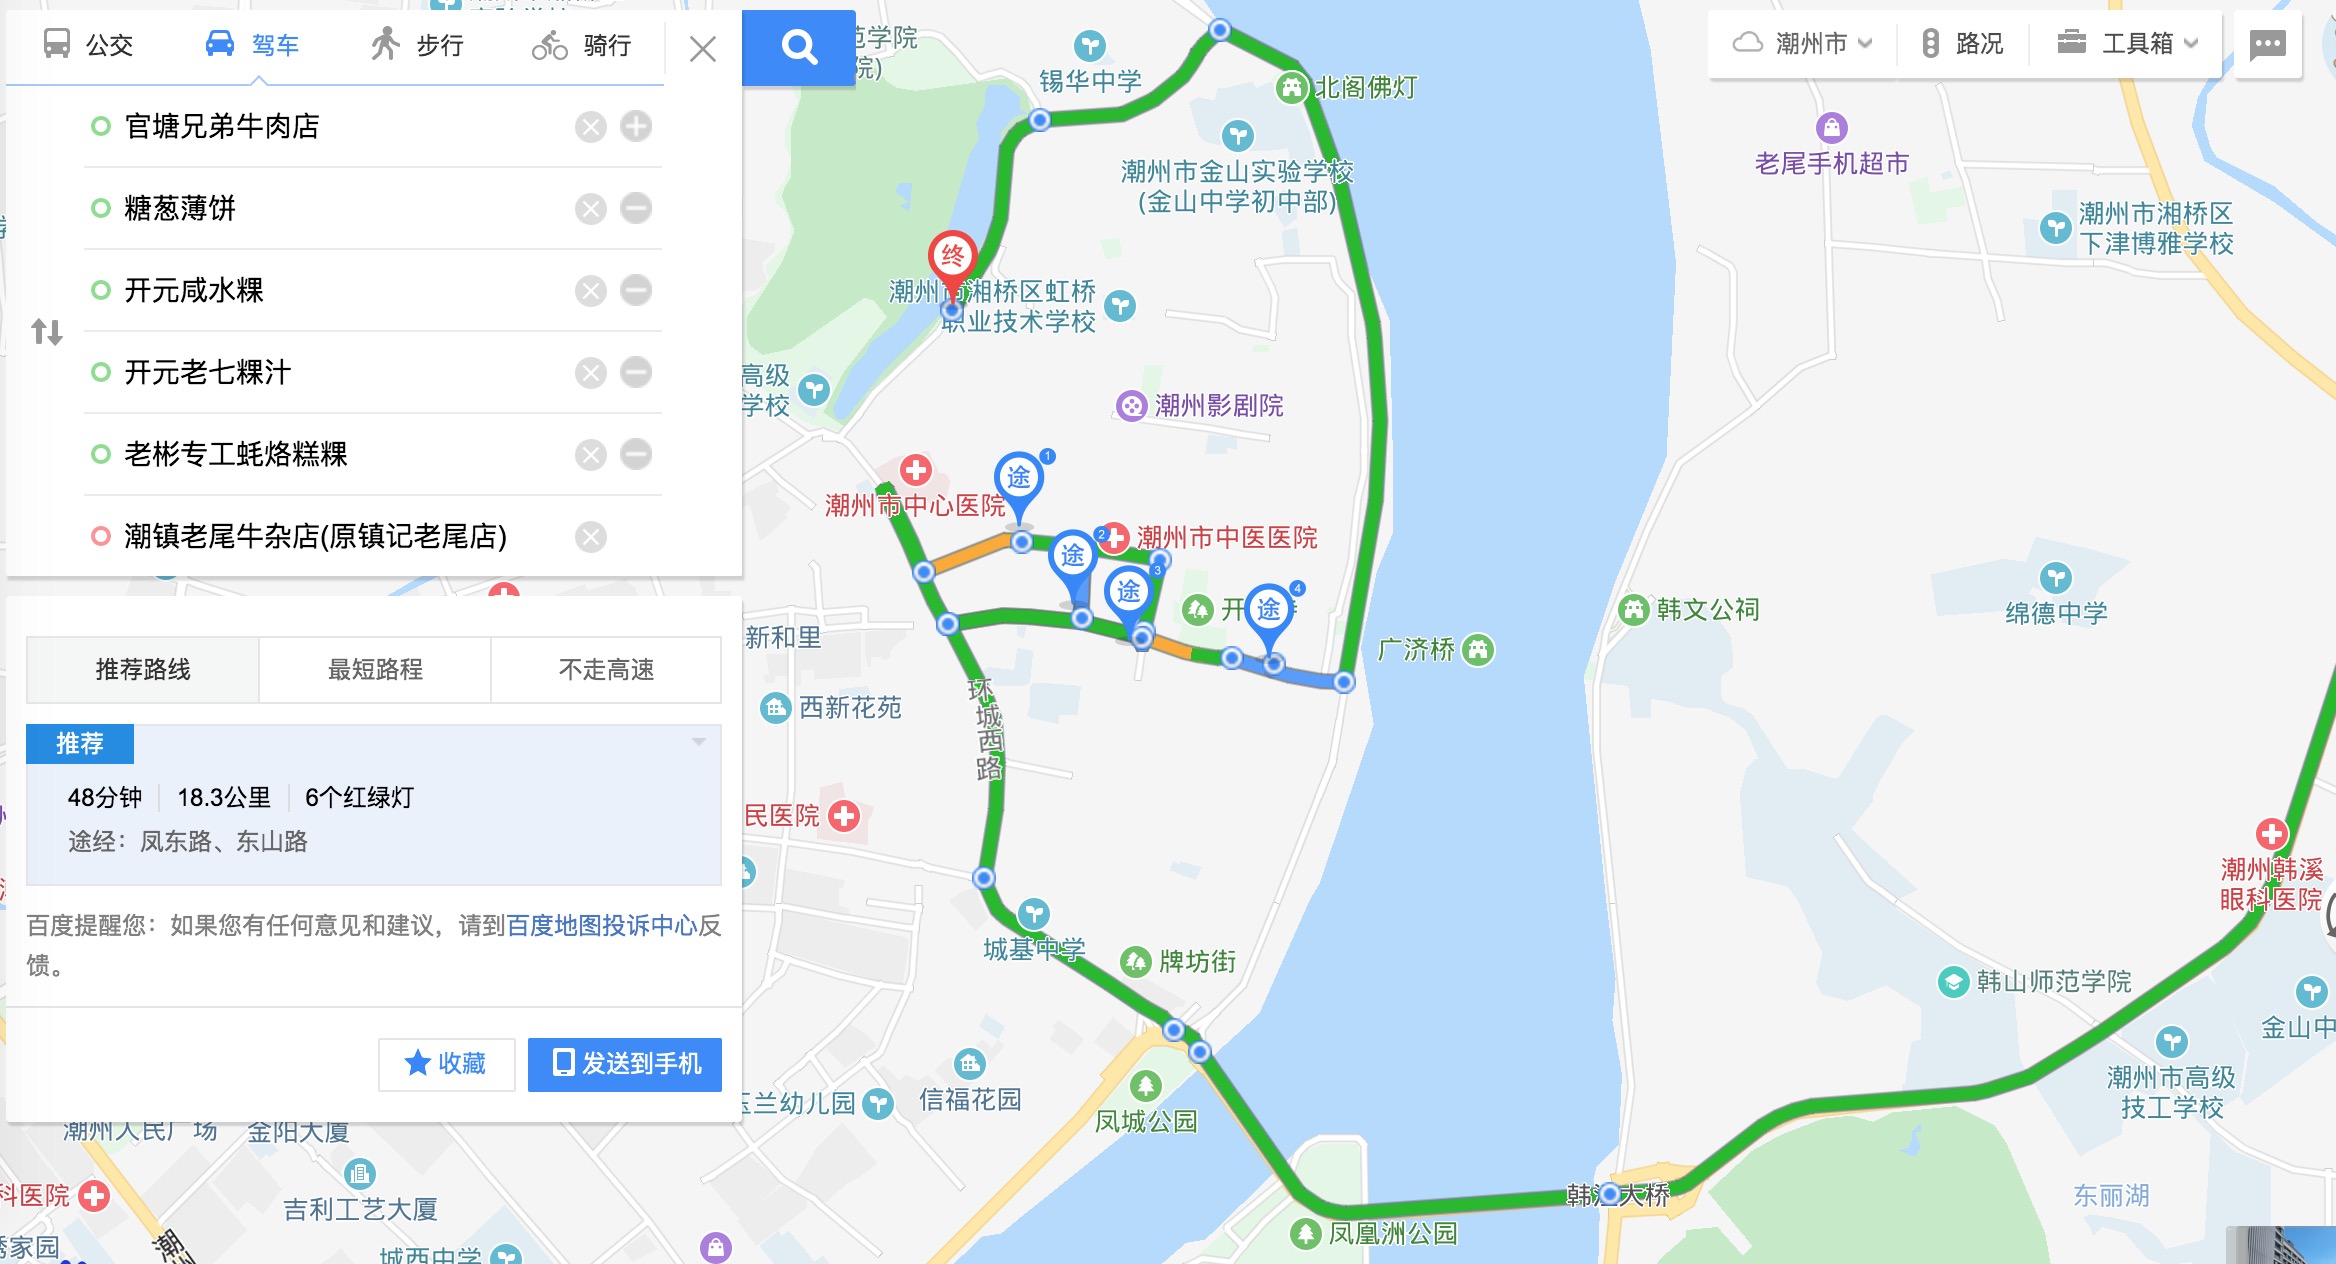 公交
驾车
步行
骑行
官塘兄弟牛肉店
糖葱薄饼
开元咸水粿
开元老七粿汁
老彬专工蚝烙糕粿
潮镇老尾牛杂店(原镇记老尾店)
推荐路线
最短路程
不走高速
推荐
48分钟
18.3公里
6个红绿灯
途经：凤东路、东山路
百度提醒您：如果您有任何意见和建议，请到百度地图投诉中心反
馈。
收藏
发送到手机
潮州市
路况
工具箱
范学院
院)
锡华中学
北阁佛灯
潮州市金山实验学校
(金山中学初中部)
老尾手机超市
潮州市湘桥区
下津博雅学校
终
潮州市湘桥区虹桥
职业技术学校
高级
学校
潮州影剧院
潮州市中心医院
途
1
途
2
潮州市中医医院
途
3
开
途
4
广济桥
韩文公祠
绵德中学
新和里
西新花苑
环城西路
民医院
城基中学
牌坊街
潮州韩溪
眼科医院
韩山师范学院
金山中
潮州市高级
技工学校
信福花园
玉兰幼儿园
凤城公园
韩江大桥
凤凰洲公园
东丽湖
潮州人民广场
金阳大厦
吉利工艺大厦
科医院
家园
城西中学
潮